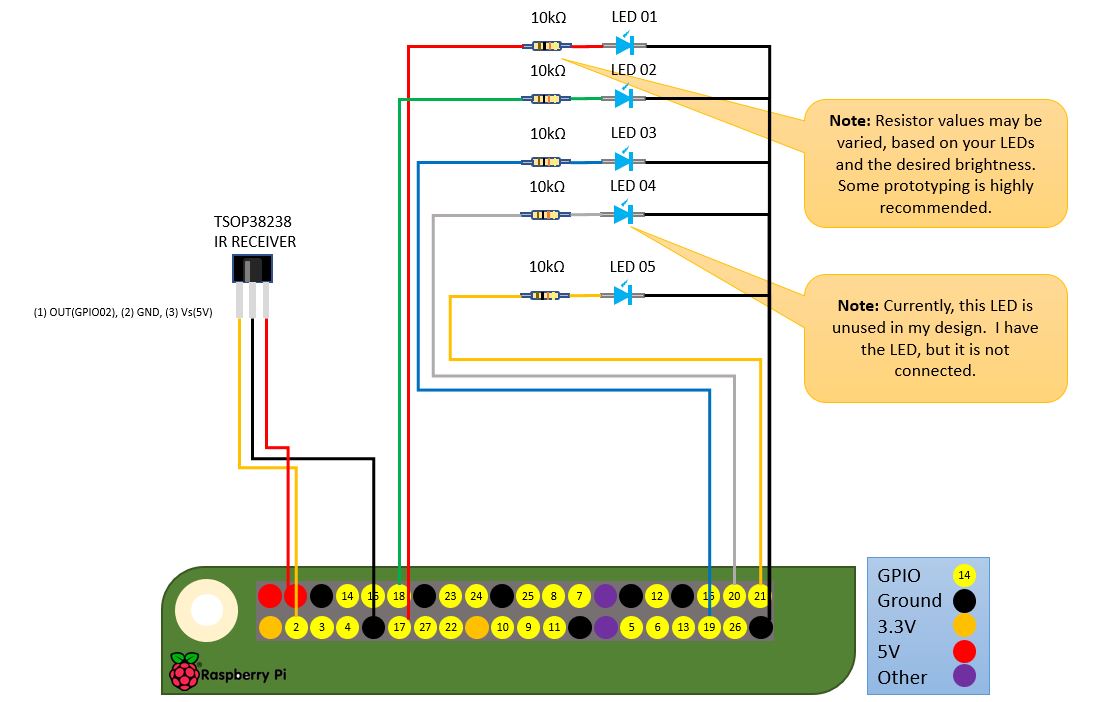 10kΩ LED 01
10kΩ LED 02
10kΩ LED 03
10kΩ LED 04
10kΩ LED 05
Note: Resistor values may be
varied, based on your LEDs
and the desired brightness.
Some prototyping is highly
recommended.
TSOP38238
IR RECEIVER
(1) OUT(GPIO02), (2) GND, (3) Vs(5V)
Note: Currently, this LED is
unused in my design. I have
the LED, but it is not
connected.
14 18 23 24 25 8 7 12 20 21
2 3 4 17 27 22 10 9 11 5 6 13 19 26
Raspberry Pi
GPIO 14
Ground
3.3V
5V
Other